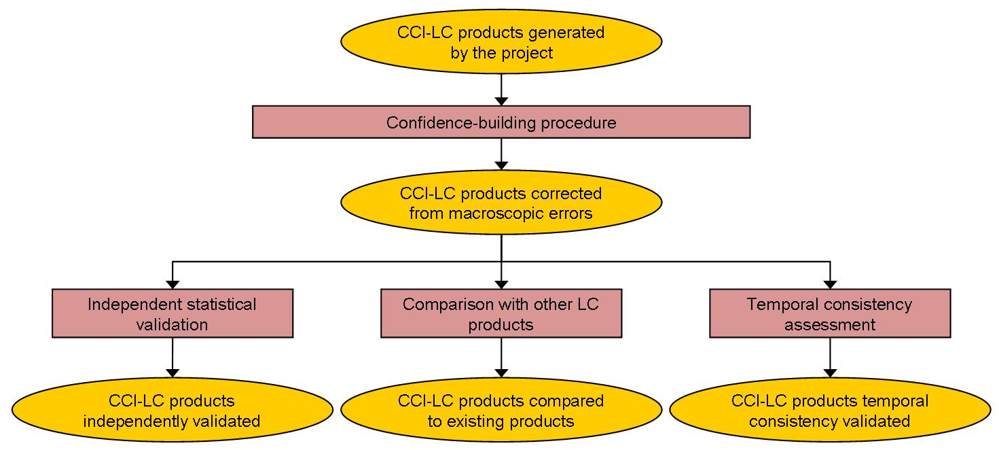 CCI-LC products generated
by the project
Confidence-building procedure
CCI-LC products corrected
from macroscopic errors
Independent statistical
validation
Comparison with other LC
products
Temporal consistency
assessment
CCI-LC products
independently validated
CCI-LC products compared
to existing products
CCI-LC products temporal
consistency validated